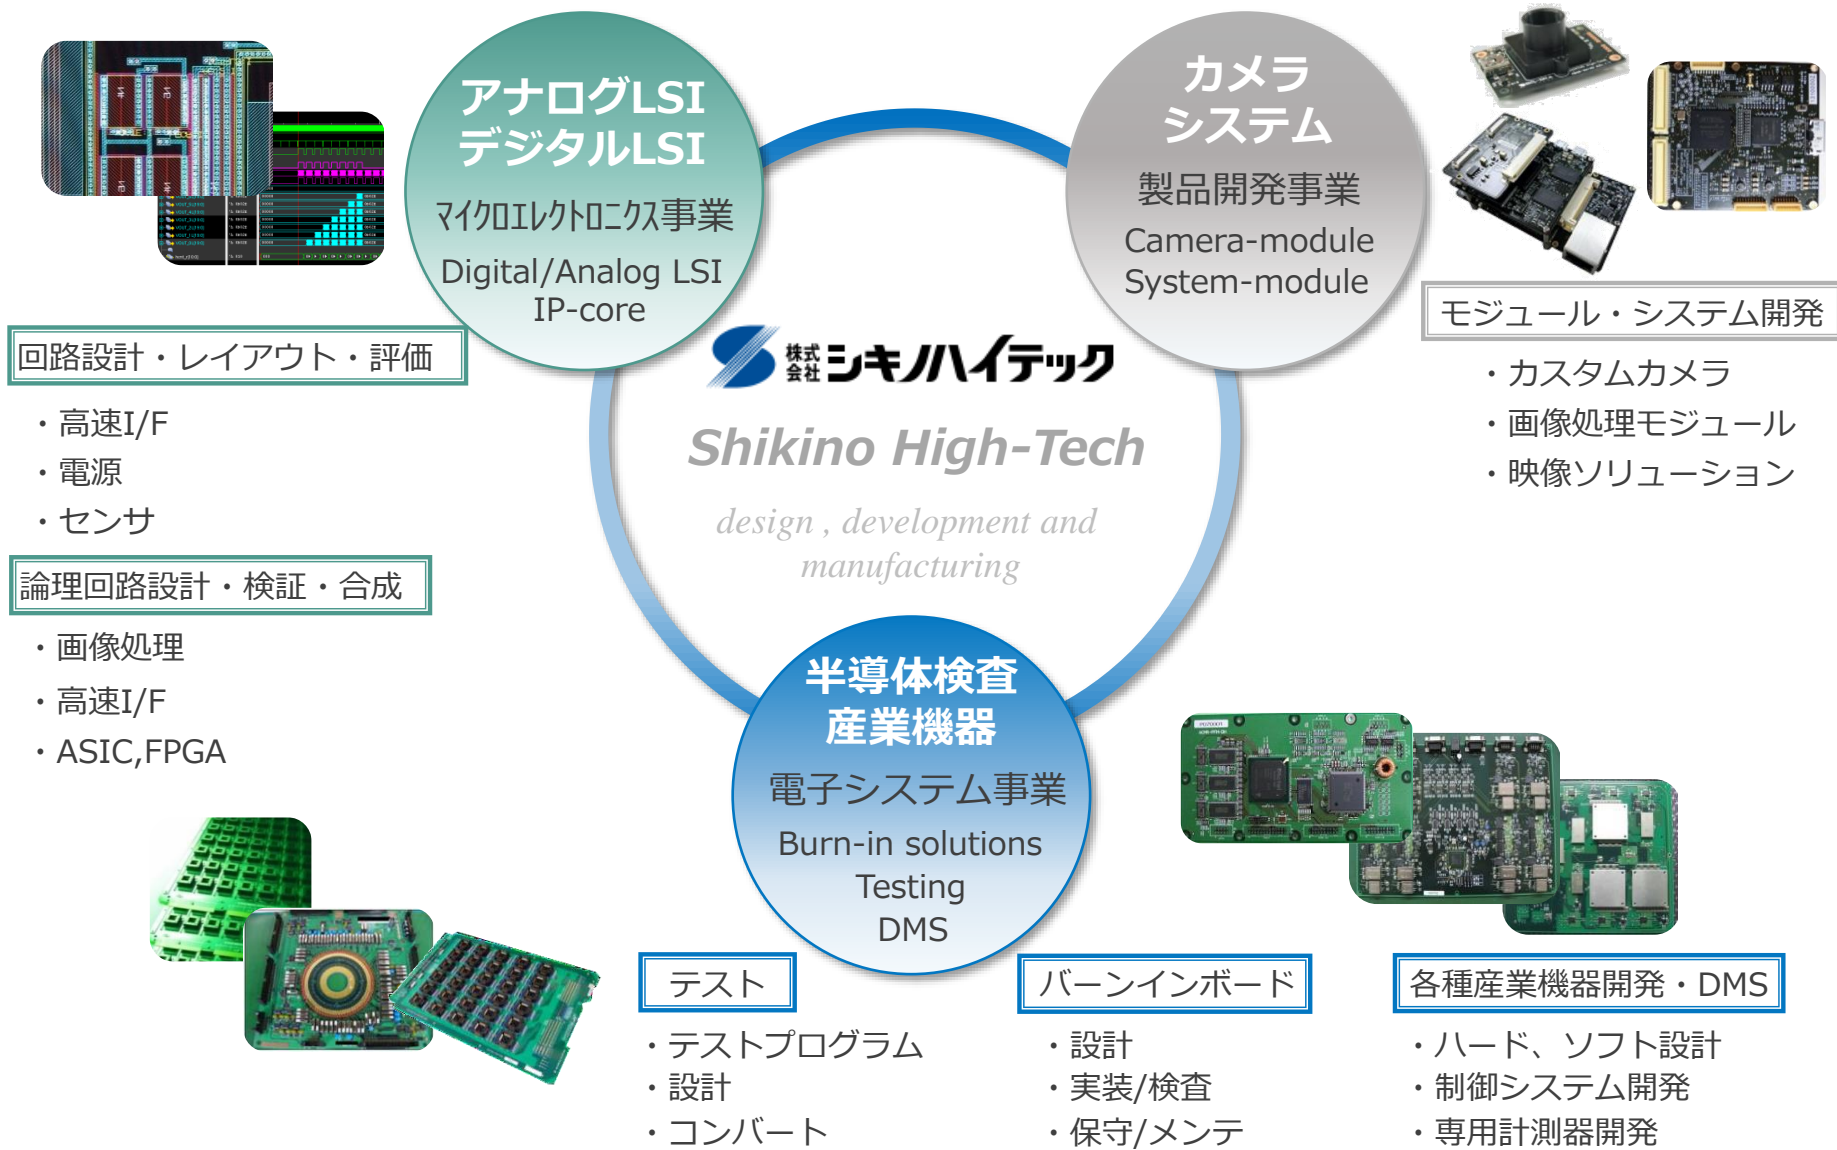 アナログLSI
デジタルLSI
マイクロエレクトロニクス事業
Digital/Analog LSI
IP-core
カメラ
システム
製品開発事業
Camera-module
System-module
回路設計・レイアウト・評価
・高速I/F
・電源
・センサ
論理回路設計・検証・合成
・画像処理
・高速I/F
・ASIC,FPGA
株式会社 シキノハイテック
Shikino High-Tech
design , development and
manufacturing
モジュール・システム開発
・カスタムカメラ
・画像処理モジュール
・映像ソリューション
半導体検査
産業機器
電子システム事業
Burn-in solutions
Testing
DMS
テスト
・テストプログラム
・設計
・コンバート
バーンインボード
・設計
・実装/検査
・保守/メンテ
各種産業機器開発・DMS
・ハード、ソフト設計
・制御システム開発
・専用計測器開発